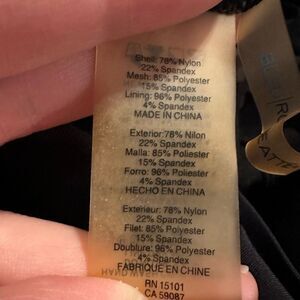 Shell: 78% Nylon
22% Spandex
Mesh: 85% Polyester
15% Spandex
Lining: 96% Polyester
4% Spandex
MADE IN CHINA
Exterior: 78% Nilon
22% Spandex
Malla: 85% Poliester
15% Spandex
Forro: 96% Poliester
4% Spandex
HECHO EN CHINA
Exterieur: 78% Nylon
22% Spandex
Filet: 85% Polyester
15% Spandex
Doublure: 96% Polyester
4% Spandex
FABRIQUÉ EN CHINE
RN 15101
CA 59087